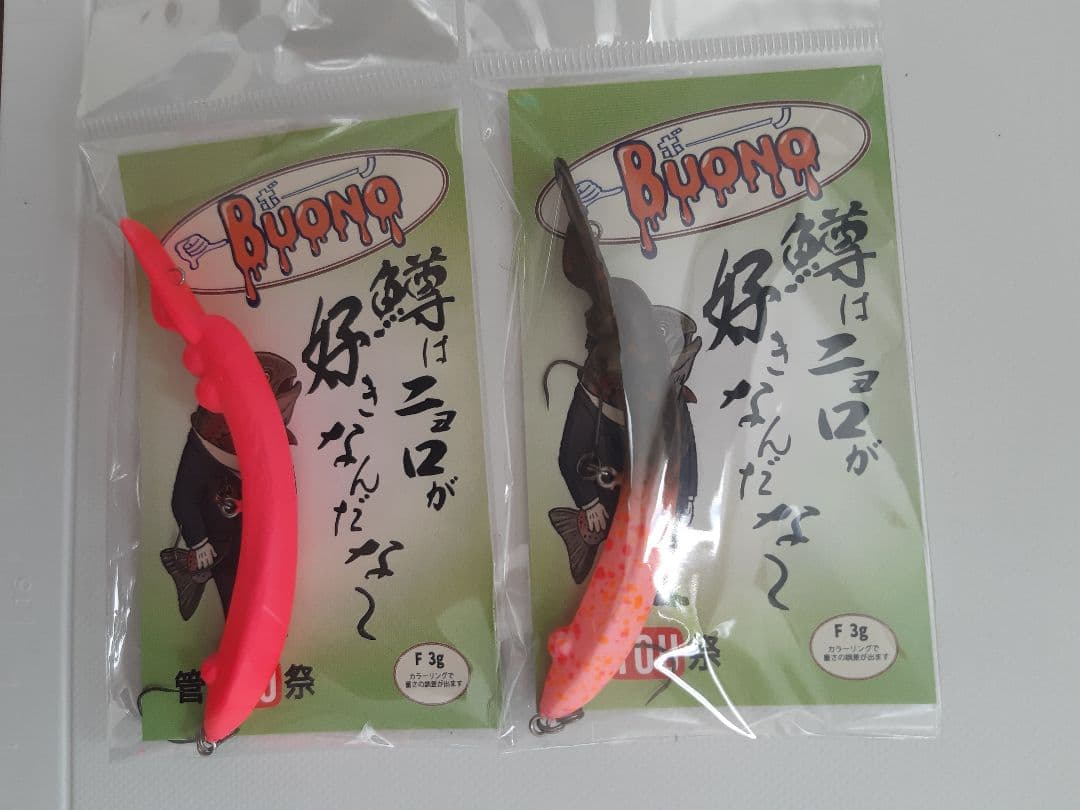 ボーノ
BUONO
鱒は
ニョロが
好きなんだな〜
F 3g
カラーリングで
重さの誤差が出ます
管
祭
ボーノ
BUONO
鱒は
ニョロが
好きなんだな〜
F 3g
カラーリングで
重さの誤差が出ます
祭